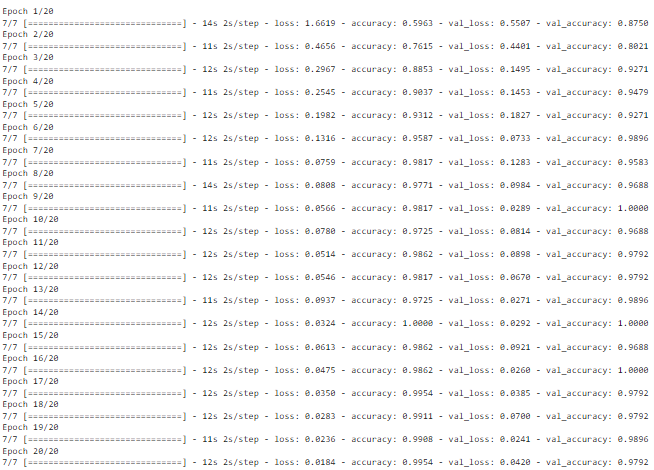 Epoch 1/20
7/7 [==============================] - 14s 2s/step - loss: 1.6619 - accuracy: 0.5963 - val_loss: 0.5507 - val_accuracy: 0.8750
Epoch 2/20
7/7 [==============================] - 11s 2s/step - loss: 0.4656 - accuracy: 0.7615 - val_loss: 0.4401 - val_accuracy: 0.8021
Epoch 3/20
7/7 [==============================] - 12s 2s/step - loss: 0.2967 - accuracy: 0.8853 - val_loss: 0.1495 - val_accuracy: 0.9271
Epoch 4/20
7/7 [==============================] - 11s 2s/step - loss: 0.2545 - accuracy: 0.9037 - val_loss: 0.1453 - val_accuracy: 0.9479
Epoch 5/20
7/7 [==============================] - 12s 2s/step - loss: 0.1982 - accuracy: 0.9312 - val_loss: 0.1827 - val_accuracy: 0.9271
Epoch 6/20
7/7 [==============================] - 12s 2s/step - loss: 0.1316 - accuracy: 0.9587 - val_loss: 0.0733 - val_accuracy: 0.9896
Epoch 7/20
7/7 [==============================] - 11s 2s/step - loss: 0.0759 - accuracy: 0.9817 - val_loss: 0.1283 - val_accuracy: 0.9583
Epoch 8/20
7/7 [==============================] - 14s 2s/step - loss: 0.0808 - accuracy: 0.9771 - val_loss: 0.0984 - val_accuracy: 0.9688
Epoch 9/20
7/7 [==============================] - 11s 2s/step - loss: 0.0566 - accuracy: 0.9817 - val_loss: 0.0289 - val_accuracy: 1.0000
Epoch 10/20
7/7 [==============================] - 12s 2s/step - loss: 0.0780 - accuracy: 0.9725 - val_loss: 0.0814 - val_accuracy: 0.9688
Epoch 11/20
7/7 [==============================] - 12s 2s/step - loss: 0.0514 - accuracy: 0.9862 - val_loss: 0.0898 - val_accuracy: 0.9792
Epoch 12/20
7/7 [==============================] - 12s 2s/step - loss: 0.0546 - accuracy: 0.9817 - val_loss: 0.0670 - val_accuracy: 0.9792
Epoch 13/20
7/7 [==============================] - 11s 2s/step - loss: 0.0937 - accuracy: 0.9725 - val_loss: 0.0271 - val_accuracy: 0.9896
Epoch 14/20
7/7 [==============================] - 12s 2s/step - loss: 0.0324 - accuracy: 1.0000 - val_loss: 0.0292 - val_accuracy: 1.0000
Epoch 15/20
7/7 [==============================] - 12s 2s/step - loss: 0.0613 - accuracy: 0.9862 - val_loss: 0.0921 - val_accuracy: 0.9688
Epoch 16/20
7/7 [==============================] - 12s 2s/step - loss: 0.0475 - accuracy: 0.9862 - val_loss: 0.0260 - val_accuracy: 1.0000
Epoch 17/20
7/7 [==============================] - 12s 2s/step - loss: 0.0350 - accuracy: 0.9954 - val_loss: 0.0385 - val_accuracy: 0.9792
Epoch 18/20
7/7 [==============================] - 12s 2s/step - loss: 0.0283 - accuracy: 0.9911 - val_loss: 0.0700 - val_accuracy: 0.9792
Epoch 19/20
7/7 [==============================] - 11s 2s/step - loss: 0.0236 - accuracy: 0.9908 - val_loss: 0.0241 - val_accuracy: 0.9896
Epoch 20/20
7/7 [==============================] - 12s 2s/step - loss: 0.0184 - accuracy: 0.9954 - val_loss: 0.0420 - val_accuracy: 0.9792